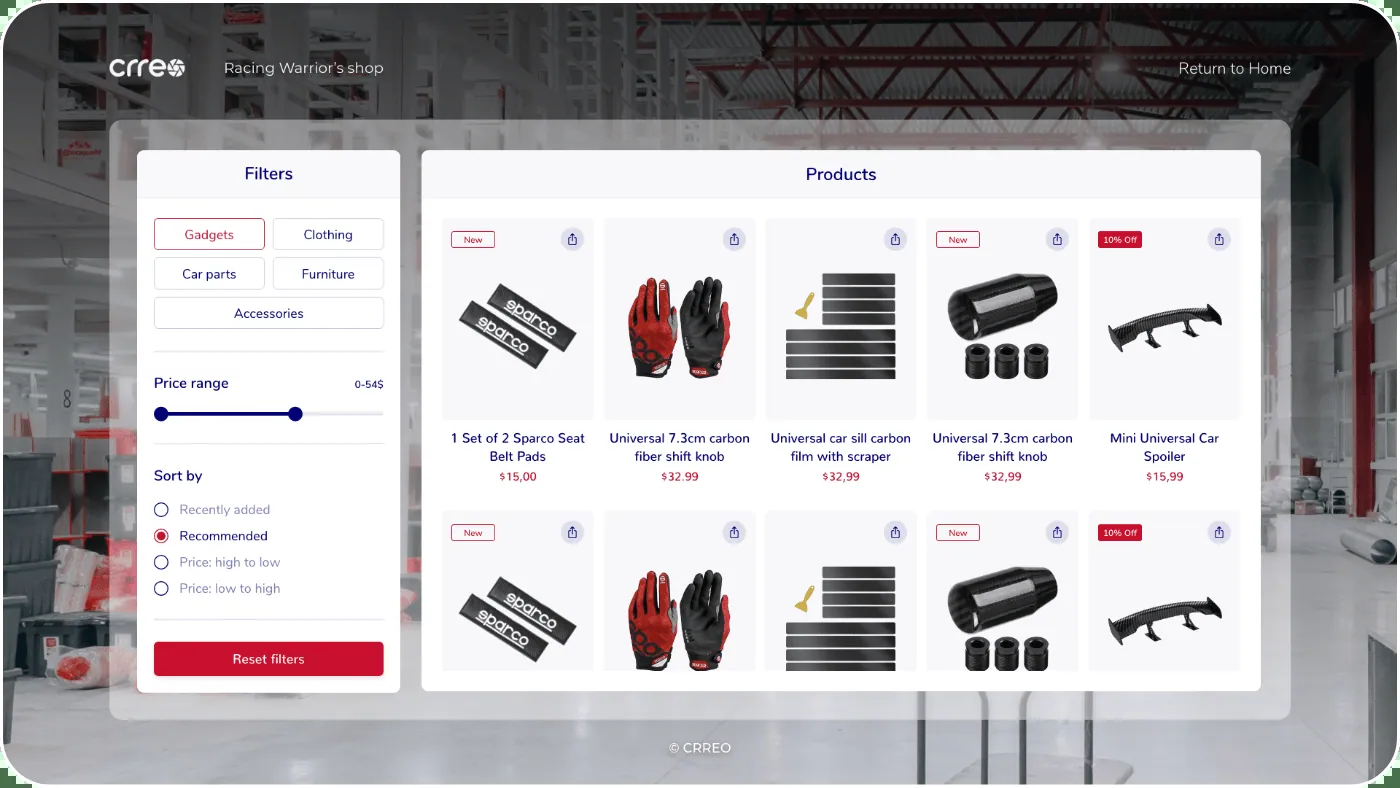 crreo
Racing Warrior's shop
Return to Home
Filters
Gadgets
Clothing
Car parts
Furniture
Accessories
Price range
0-54$
Sort by
Recently added
Recommended
Price: high to low
Price: low to high
Reset filters
Products
New
10% Off
New
sparco
sparco
1 Set of 2 Sparco Seat
Belt Pads
$15,00
Universal 7.3cm carbon
fiber shift knob
$32.99
Universal car sill carbon
film with scraper
$32,99
Universal 7.3cm carbon
fiber shift knob
$32,99
Mini Universal Car
Spoiler
$15,99
New
New
10% Off
sparco
sparco
© CRREO